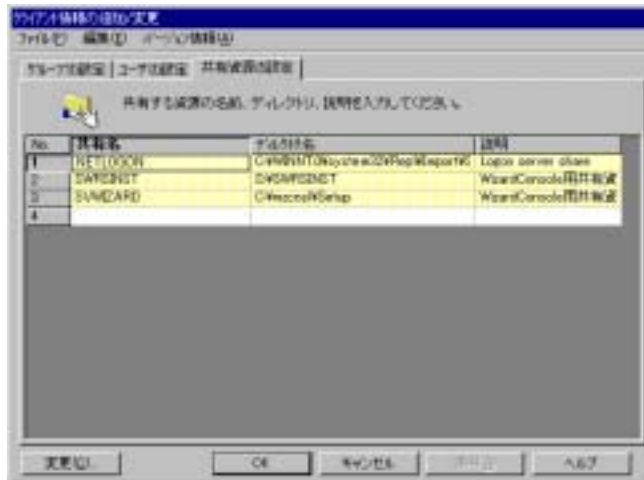 クライアント情報の追加/変更
ファイル(F) 編集(E) バージョン情報(A)
グループの設定 ユーザの設定 共有資源の設定
共有する資源の名前、ディレクトリ、説明を入力してください。
No. 共有名 ディレクトリ名 説明
1 NETLOGON C:¥WINNT¥system32¥Repl¥Import¥S Logon server share
2 SWRSINST WizardConsole用共有資
3 SVWIZARD WizardConsole用共有資
4
変更(U)... OK キャンセル ヘルプ